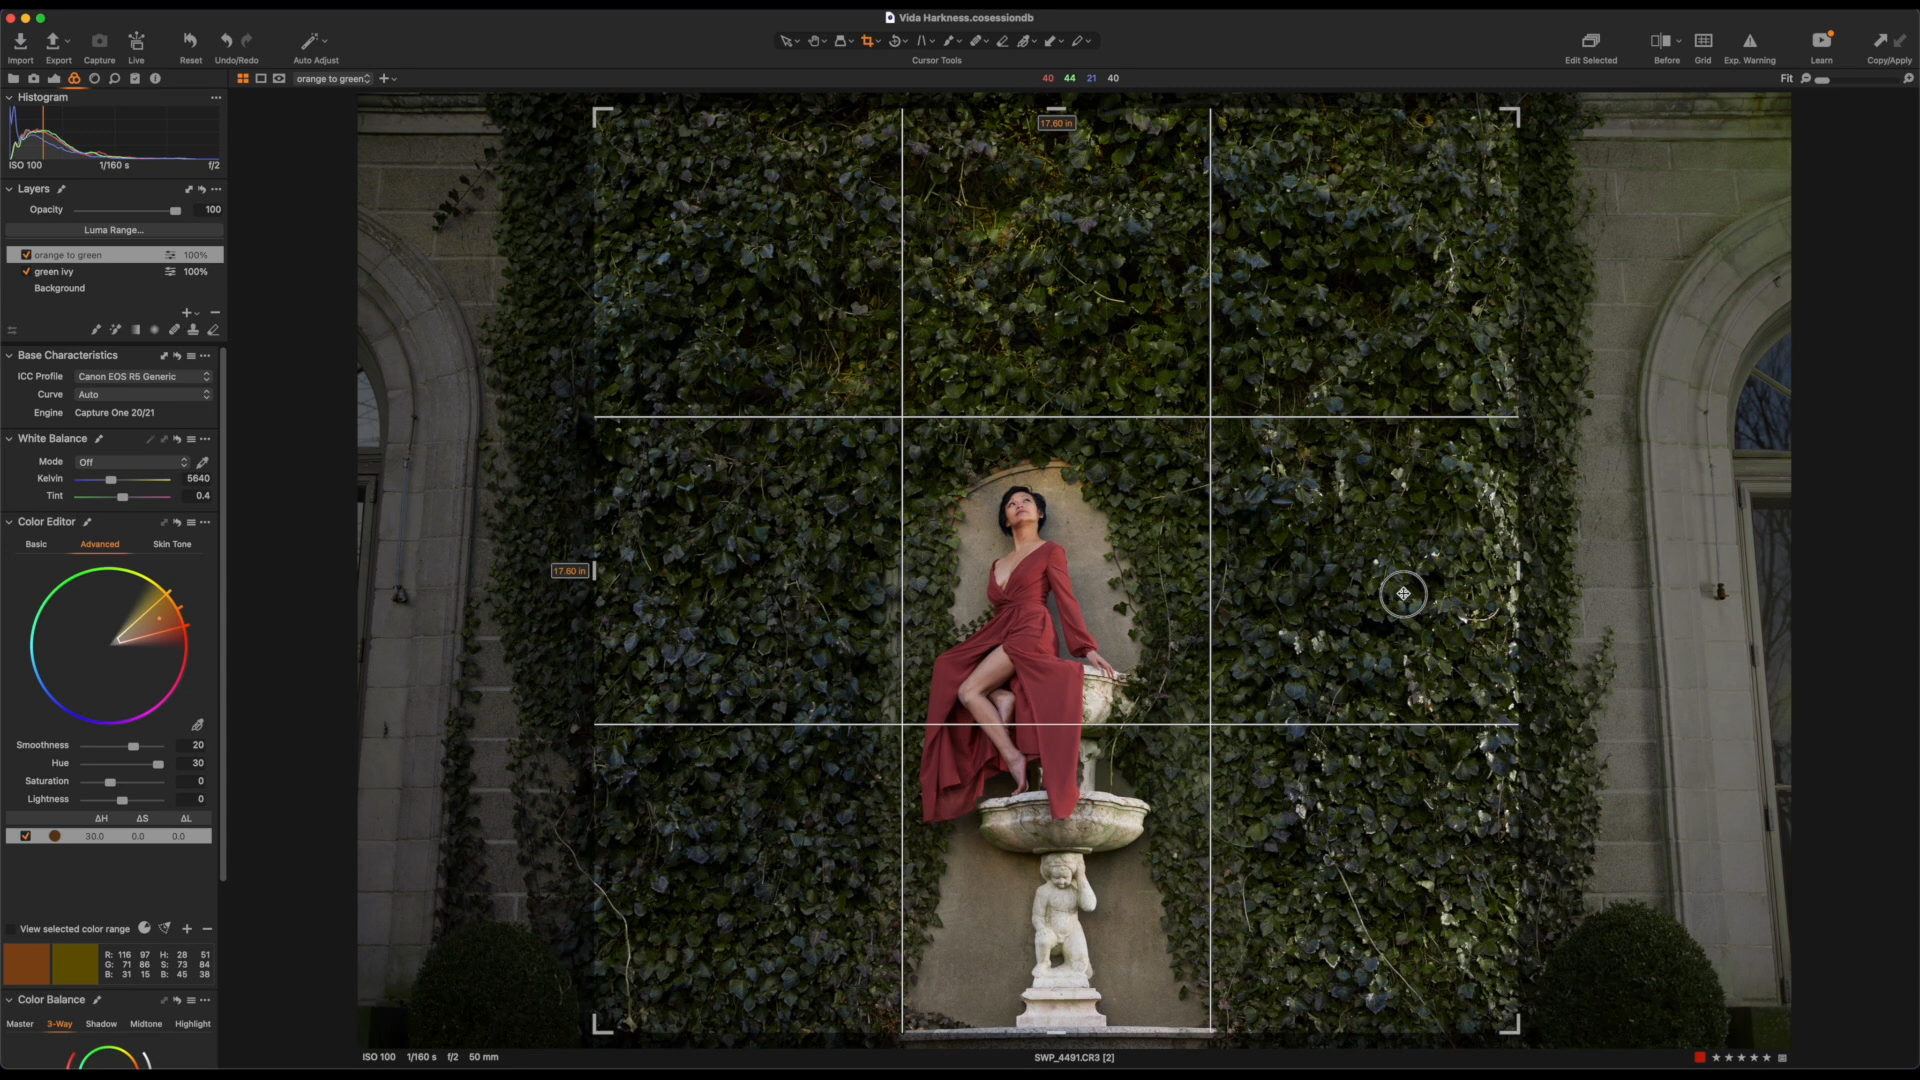 Vida Harkness.cosessiondb
Import Export Capture Live Reset Undo/Redo Auto Adjust Cursor Tools Edit Selected Before Grid Exp. Warning Learn Copy/Apply
orange to green 40 44 21 40 Fit
Histogram
ISO 100 1/160 s f/2
Layers
Opacity 100
Luma Range...
orange to green 100%
green ivy 100%
Background
Base Characteristics
ICC Profile Canon EOS R5 Generic
Curve Auto
Engine Capture One 20/21
White Balance
Mode Off
Kelvin 5640
Tint 0.4
Color Editor
Basic Advanced Skin Tone
Smoothness 20
Hue 30
Saturation 0
Lightness 0
ΔH ΔS ΔL
30.0 0.0 0.0
View selected color range
R: 116 97 H: 28 51
G: 71 86 S: 73 84
B: 31 15 B: 45 38
Color Balance
Master 3-Way Shadow Midtone Highlight
17.60 in
17.60 in
ISO 100 1/160 s f/2 50 mm SWP_4491.CR3 [2]